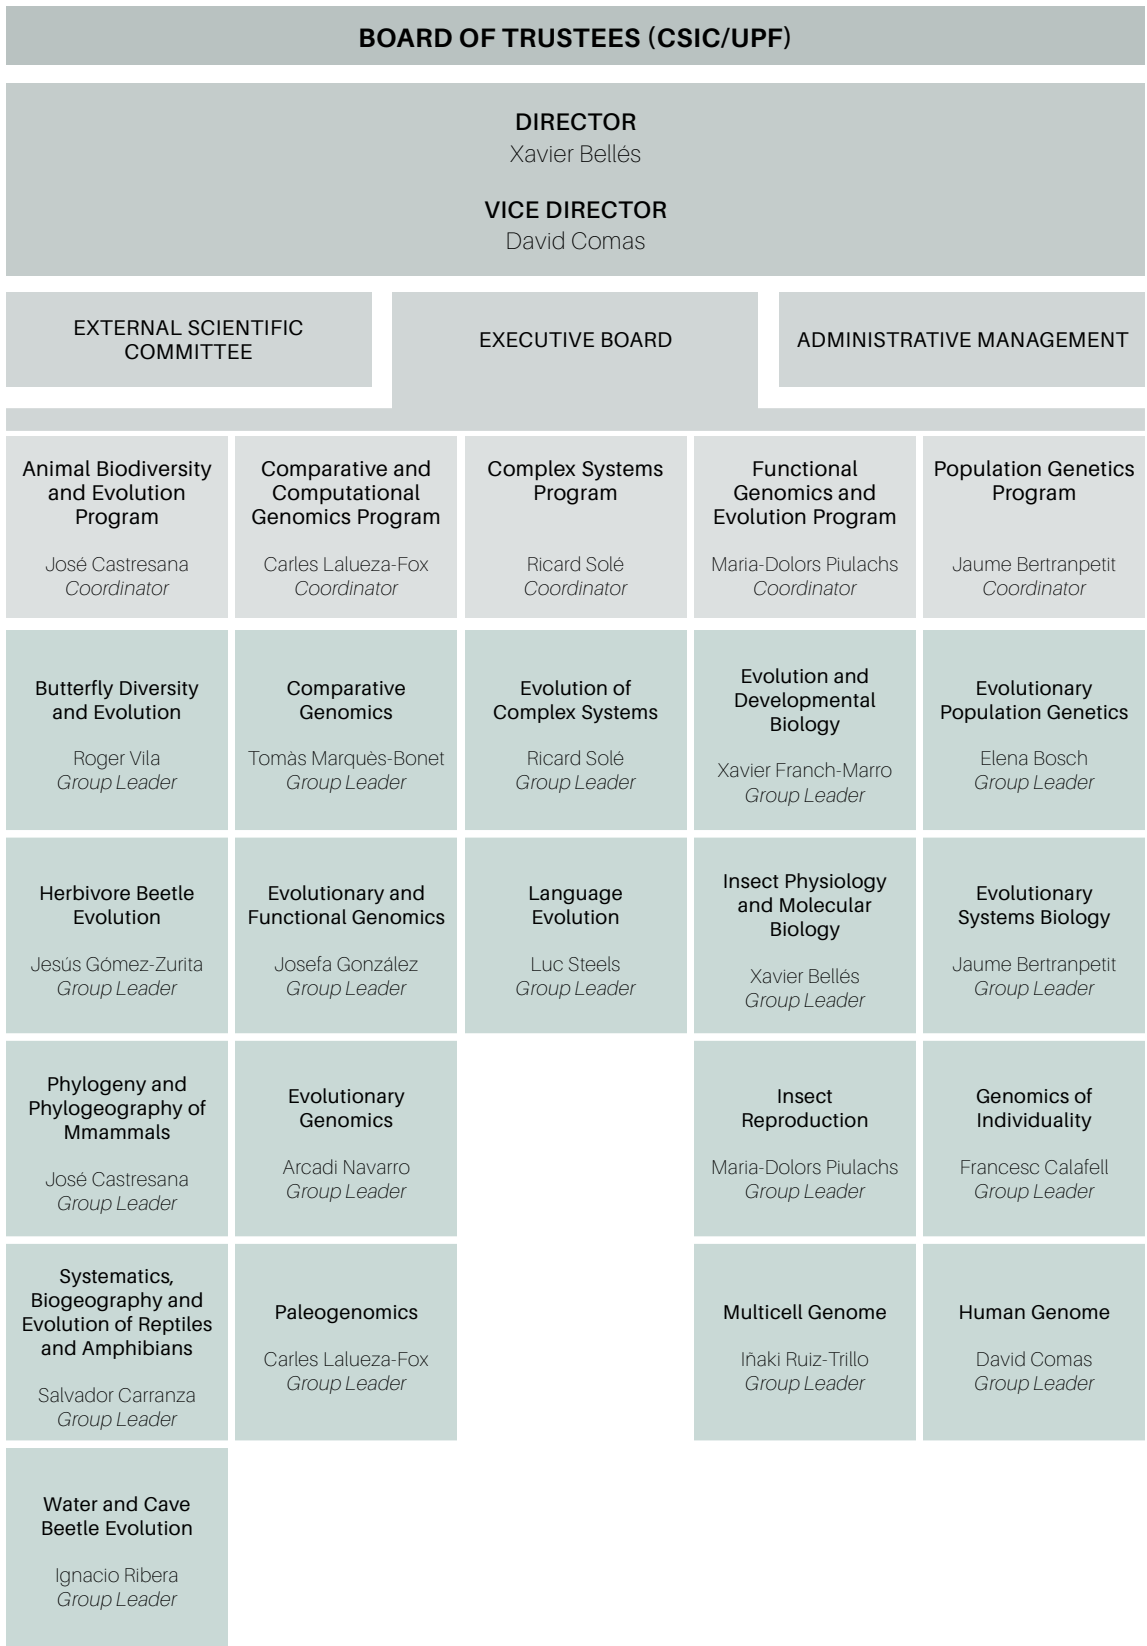 BOARD OF TRUSTEES (CSIC/UPF)
DIRECTOR
Xavier Bellés
VICE DIRECTOR
David Comas
EXTERNAL SCIENTIFIC
COMMITTEE
EXECUTIVE BOARD
ADMINISTRATIVE MANAGEMENT
Animal Biodiversity
and Evolution
Program
José Castresana
Coordinator
Comparative and
Computational
Genomics Program
Carles Lalueza-Fox
Coordinator
Complex Systems
Program
Ricard Solé
Coordinator
Functional
Genomics and
Evolution Program
Maria-Dolors Piulachs
Coordinator
Population Genetics
Program
Jaume Bertranpetit
Coordinator
Butterfly Diversity
and Evolution
Roger Vila
Group Leader
Comparative
Genomics
Tomàs Marquès-Bonet
Group Leader
Evolution of
Complex Systems
Ricard Solé
Group Leader
Evolution and
Developmental
Biology
Xavier Franch-Marro
Group Leader
Evolutionary
Population Genetics
Elena Bosch
Group Leader
Herbivore Beetle
Evolution
Jesús Gómez-Zurita
Group Leader
Evolutionary and
Functional Genomics
Josefa González
Group Leader
Language
Evolution
Luc Steels
Group Leader
Insect Physiology
and Molecular
Biology
Xavier Bellés
Group Leader
Evolutionary
Systems Biology
Jaume Bertranpetit
Group Leader
Phylogeny and
Phylogeography of
Mmammals
José Castresana
Group Leader
Evolutionary
Genomics
Arcadi Navarro
Group Leader
Insect
Reproduction
Maria-Dolors Piulachs
Group Leader
Genomics of
Individuality
Francesc Calafell
Group Leader
Systematics,
Biogeography and
Evolution of Reptiles
and Amphibians
Salvador Carranza
Group Leader
Paleogenomics
Carles Lalueza-Fox
Group Leader
Multicell Genome
Iñaki Ruiz-Trillo
Group Leader
Human Genome
David Comas
Group Leader
Water and Cave
Beetle Evolution
Ignacio Ribera
Group Leader